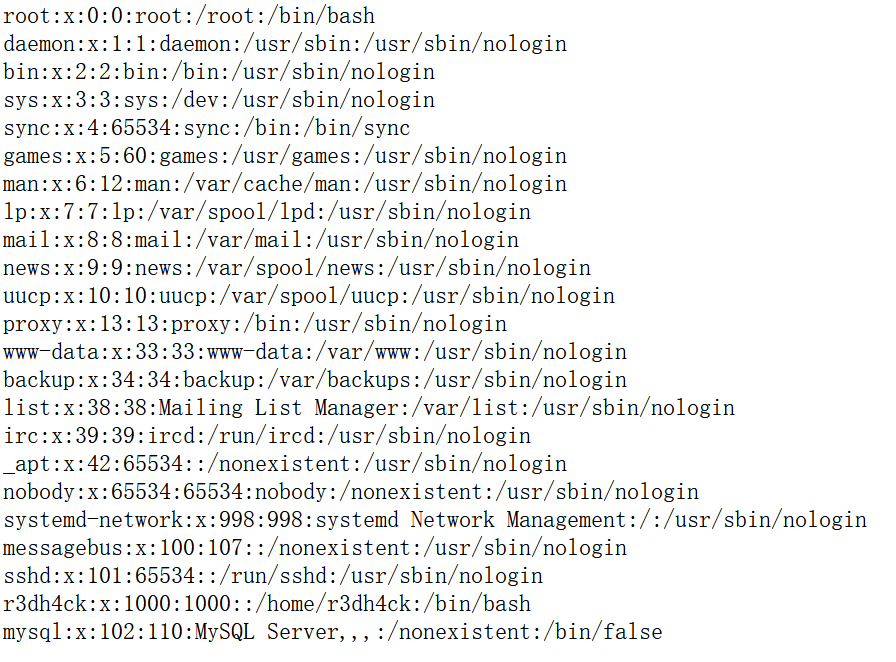 root:x:0:0:root:/root:/bin/bash
daemon:x:1:1:daemon:/usr/sbin:/usr/sbin/nologin
bin:x:2:2:bin:/bin:/usr/sbin/nologin
sys:x:3:3:sys:/dev:/usr/sbin/nologin
sync:x:4:65534:sync:/bin:/bin/sync
games:x:5:60:games:/usr/games:/usr/sbin/nologin
man:x:6:12:man:/var/cache/man:/usr/sbin/nologin
lp:x:7:7:lp:/var/spool/lpd:/usr/sbin/nologin
mail:x:8:8:mail:/var/mail:/usr/sbin/nologin
news:x:9:9:news:/var/spool/news:/usr/sbin/nologin
uucp:x:10:10:uucp:/var/spool/uucp:/usr/sbin/nologin
proxy:x:13:13:proxy:/bin:/usr/sbin/nologin
www-data:x:33:33:www-data:/var/www:/usr/sbin/nologin
backup:x:34:34:backup:/var/backups:/usr/sbin/nologin
list:x:38:38:Mailing List Manager:/var/list:/usr/sbin/nologin
irc:x:39:39:ircd:/run/ircd:/usr/sbin/nologin
_apt:x:42:65534::/nonexistent:/usr/sbin/nologin
nobody:x:65534:65534:nobody:/nonexistent:/usr/sbin/nologin
systemd-network:x:998:998:systemd Network Management:/:/usr/sbin/nologin
messagebus:x:100:107::/nonexistent:/usr/sbin/nologin
sshd:x:101:65534::/run/sshd:/usr/sbin/nologin
r3dh4ck:x:1000:1000::/home/r3dh4ck:/bin/bash
mysql:x:102:110:MySQL Server,,,:/nonexistent:/bin/false